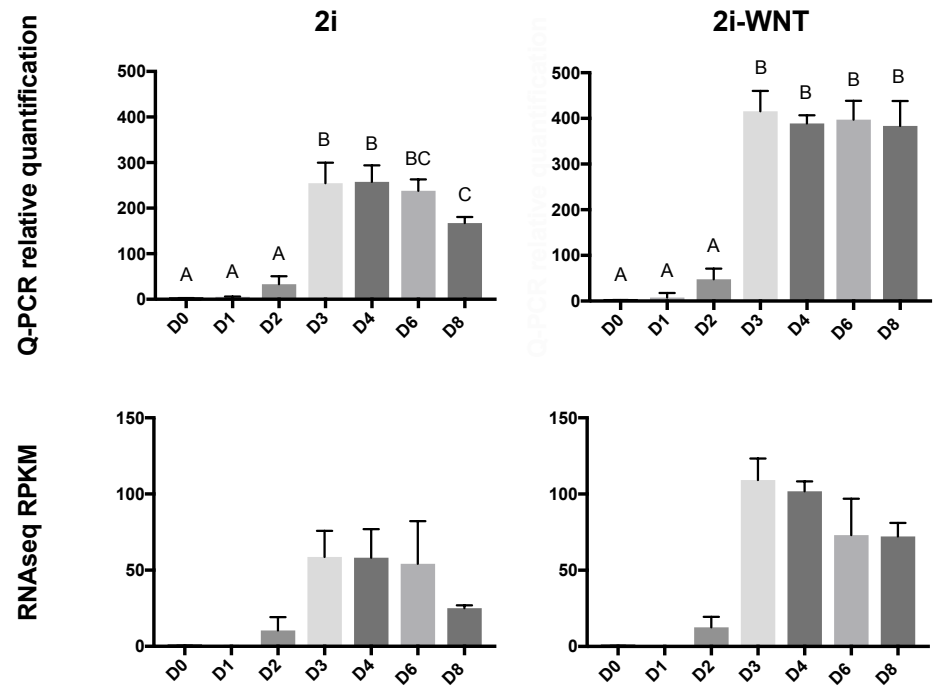 2i
2i-WNT
Q-PCR relative quantification
500
400
300
200
100
0
A
A
A
B
B
BC
C
D0
D1
D2
D3
D4
D6
D8
Q-PCR relative quantification
500
400
300
200
100
0
A
A
A
B
B
B
B
D0
D1
D2
D3
D4
D6
D8
RNAseq RPKM
150
100
50
0
D0
D1
D2
D3
D4
D6
D8
150
100
50
0
D0
D1
D2
D3
D4
D6
D8